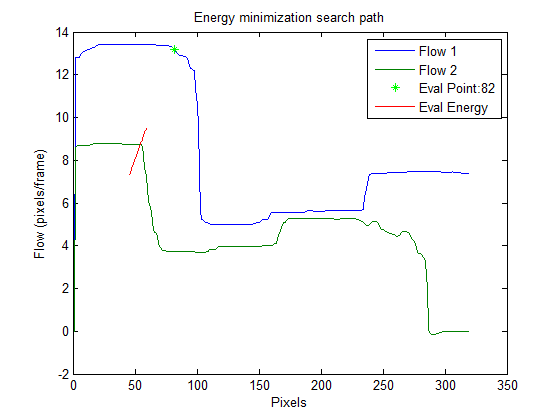 Energy minimization search path
14
12
10
8
6
4
2
0
-2
Flow (pixels/frame)
Flow 1
Flow 2
Eval Point:82
Eval Energy
0 50 100 150 200 250 300 350
Pixels